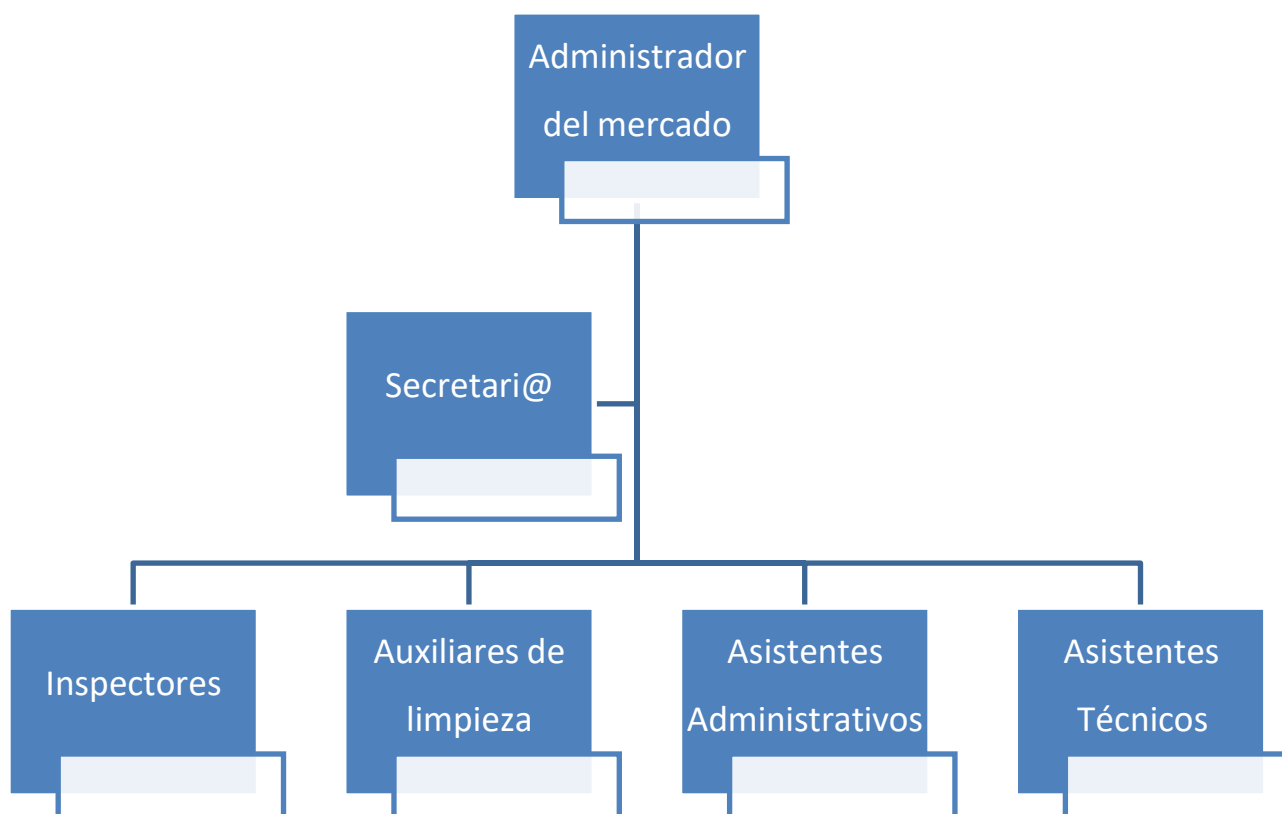 Administrador
del mercado
Secretari@
Inspectores
Auxiliares de
limpieza
Asistentes
Administrativos
Asistentes
Técnicos